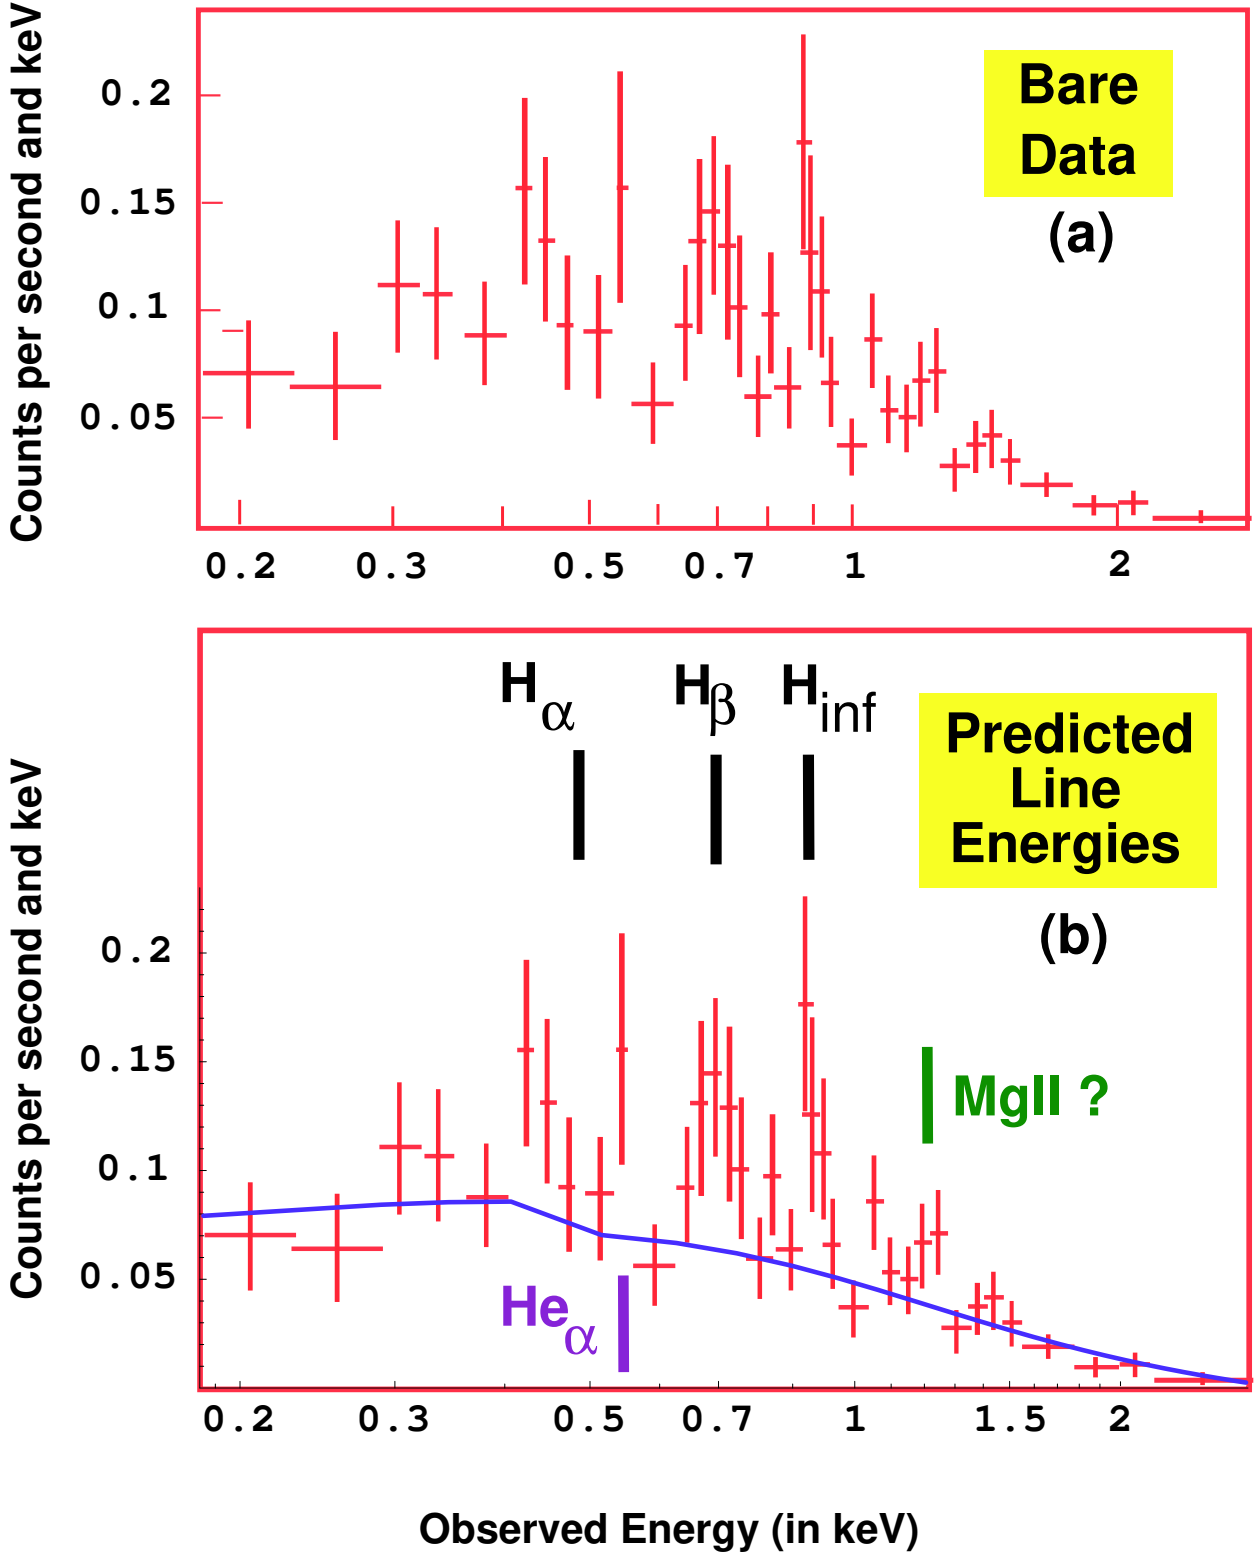 Counts per second and keV
0.2
0.15
0.1
0.05
Bare
Data
(a)
0.2 0.3 0.5 0.7 1 2
Counts per second and keV
Hα Hβ Hinf
Predicted
Line
Energies
(b)
0.2
0.15
0.1
0.05
MgII ?
Heα
0.2 0.3 0.5 0.7 1 1.5 2
Observed Energy (in keV)